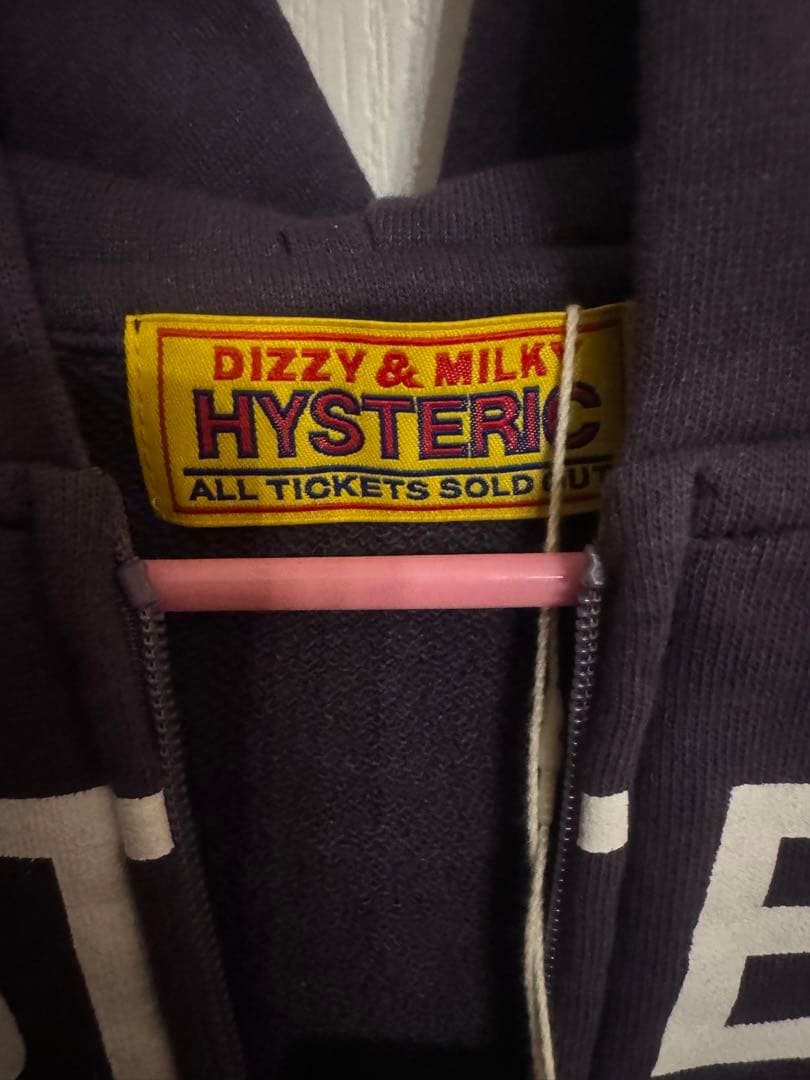 DIZZY & MILKY
HYSTERIC
ALL TICKETS SOLD OUT
T E